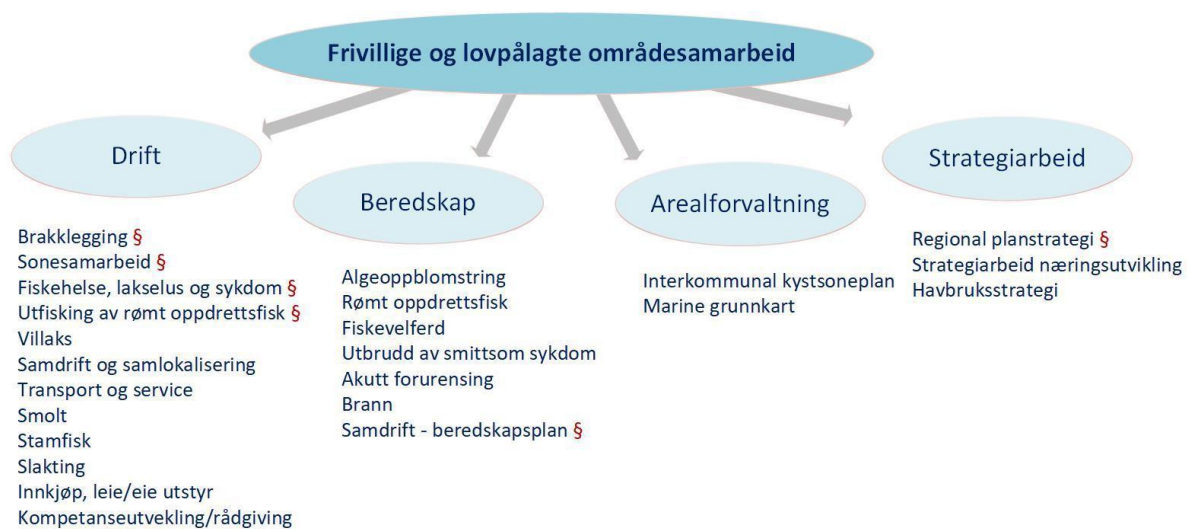 Frivillige og lovpålagte områdesamarbeid
Drift
Brakklegging §
Sonesamarbeid §
Fiskehelse, lakselus og sykdom §
Utfisking av rømt oppdrettsfisk §
Villaks
Samdrift og samlokalisering
Transport og service
Smolt
Stamfisk
Slakting
Innkjøp, leie/eie utstyr
Kompetanseutvekling/rådgiving
Beredskap
Algeoppblomstring
Rømt oppdrettsfisk
Fiskevelferd
Utbrudd av smittsom sykdom
Akutt forurensing
Brann
Samdrift - beredskapsplan §
Arealforvaltning
Interkommunal kystsoneplan
Marine grunnkart
Strategiarbeid
Regional planstrategi §
Strategiarbeid næringsutvikling
Havbruksstrategi